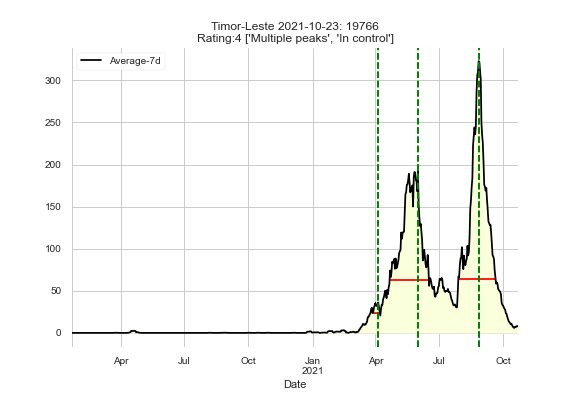 Timor-Leste 2021-10-23: 19766
Rating:4 ['Multiple peaks', 'In control']
Average-7d
300
250
200
150
100
50
0
Apr
Jul
Oct
Jan
2021
Apr
Jul
Oct
Date